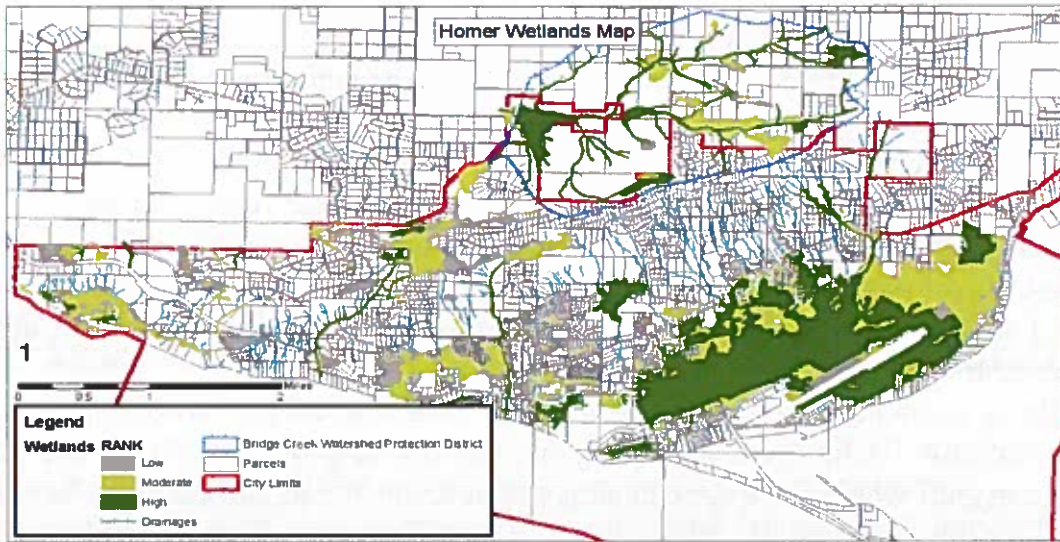 Homer Wetlands Map
1
Miles
0 0.5 1 2
Legend
Wetlands RANK
Low
Moderate
High
Drainages
Bridge Creek Watershed Protection District
Parcels
City Limits